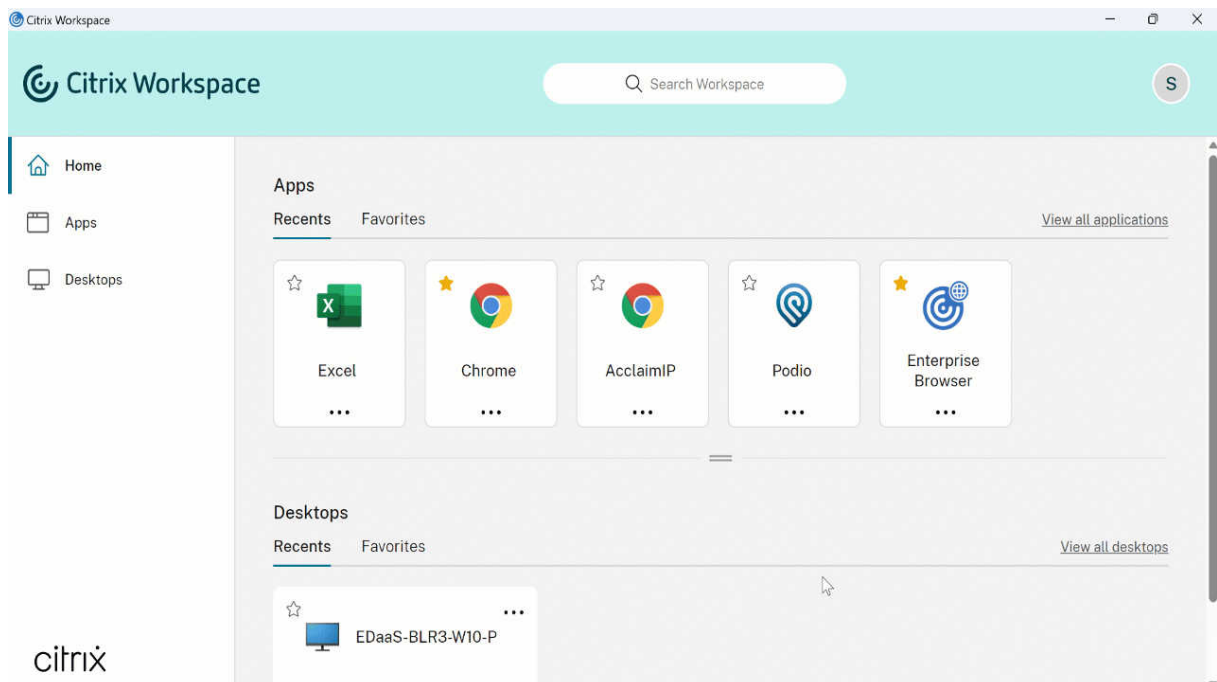 Citrix Workspace
Citrix Workspace
Search Workspace
S
Home
Apps
Desktops
Apps
Recents Favorites View all applications
Excel
Chrome
AcclaimIP
Podio
Enterprise
Browser
Desktops
Recents Favorites View all desktops
EDaaS-BLR3-W10-P
citrix